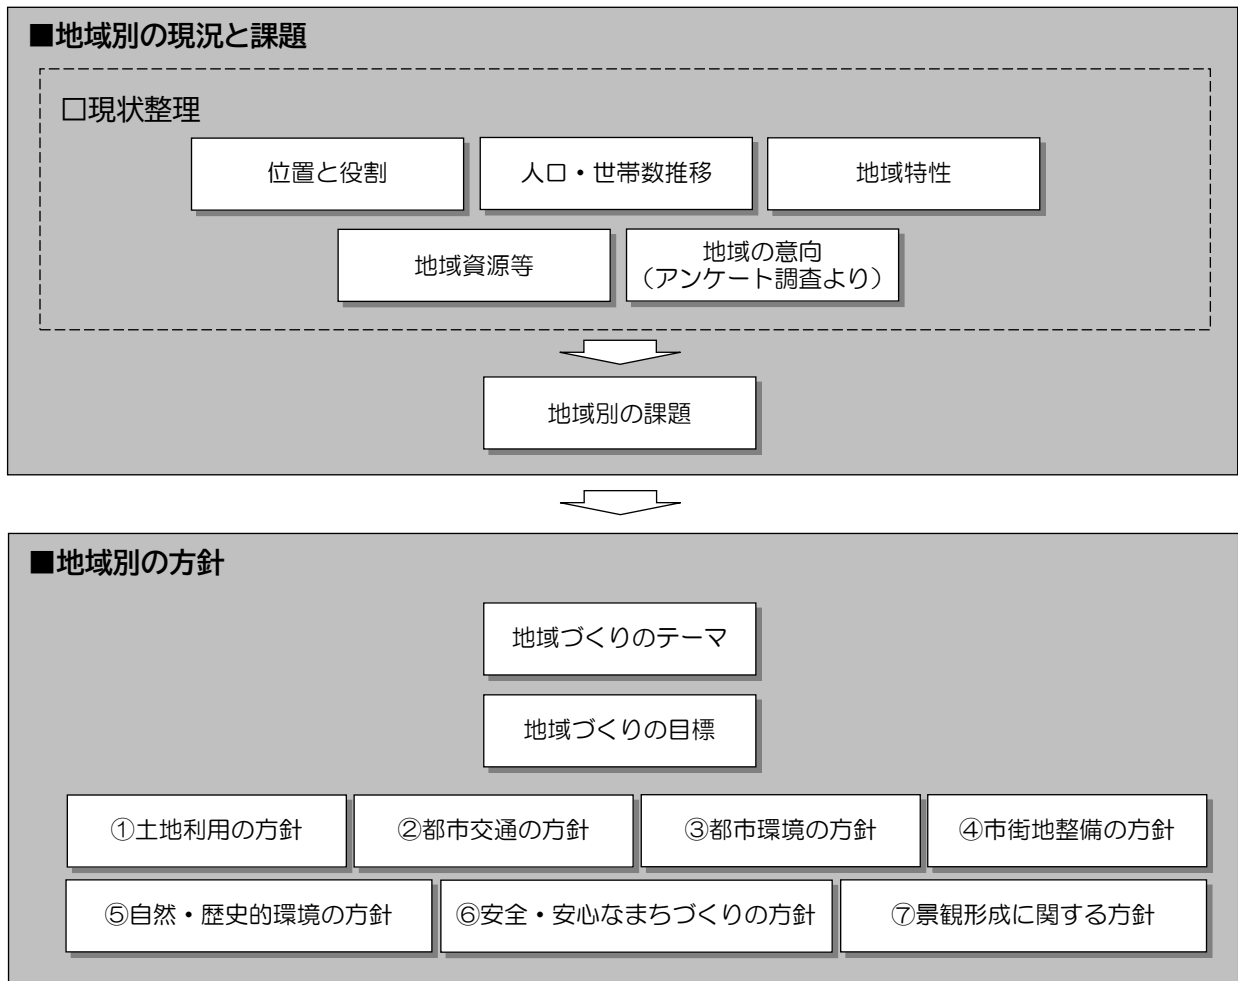 ■地域別の現況と課題
□現状整理
位置と役割
人口・世帯数推移
地域特性
地域資源等
地域の意向
（アンケート調査より）
地域別の課題
■地域別の方針
地域づくりのテーマ
地域づくりの目標
①土地利用の方針
②都市交通の方針
③都市環境の方針
④市街地整備の方針
⑤自然・歴史的環境の方針
⑥安全・安心なまちづくりの方針
⑦景観形成に関する方針